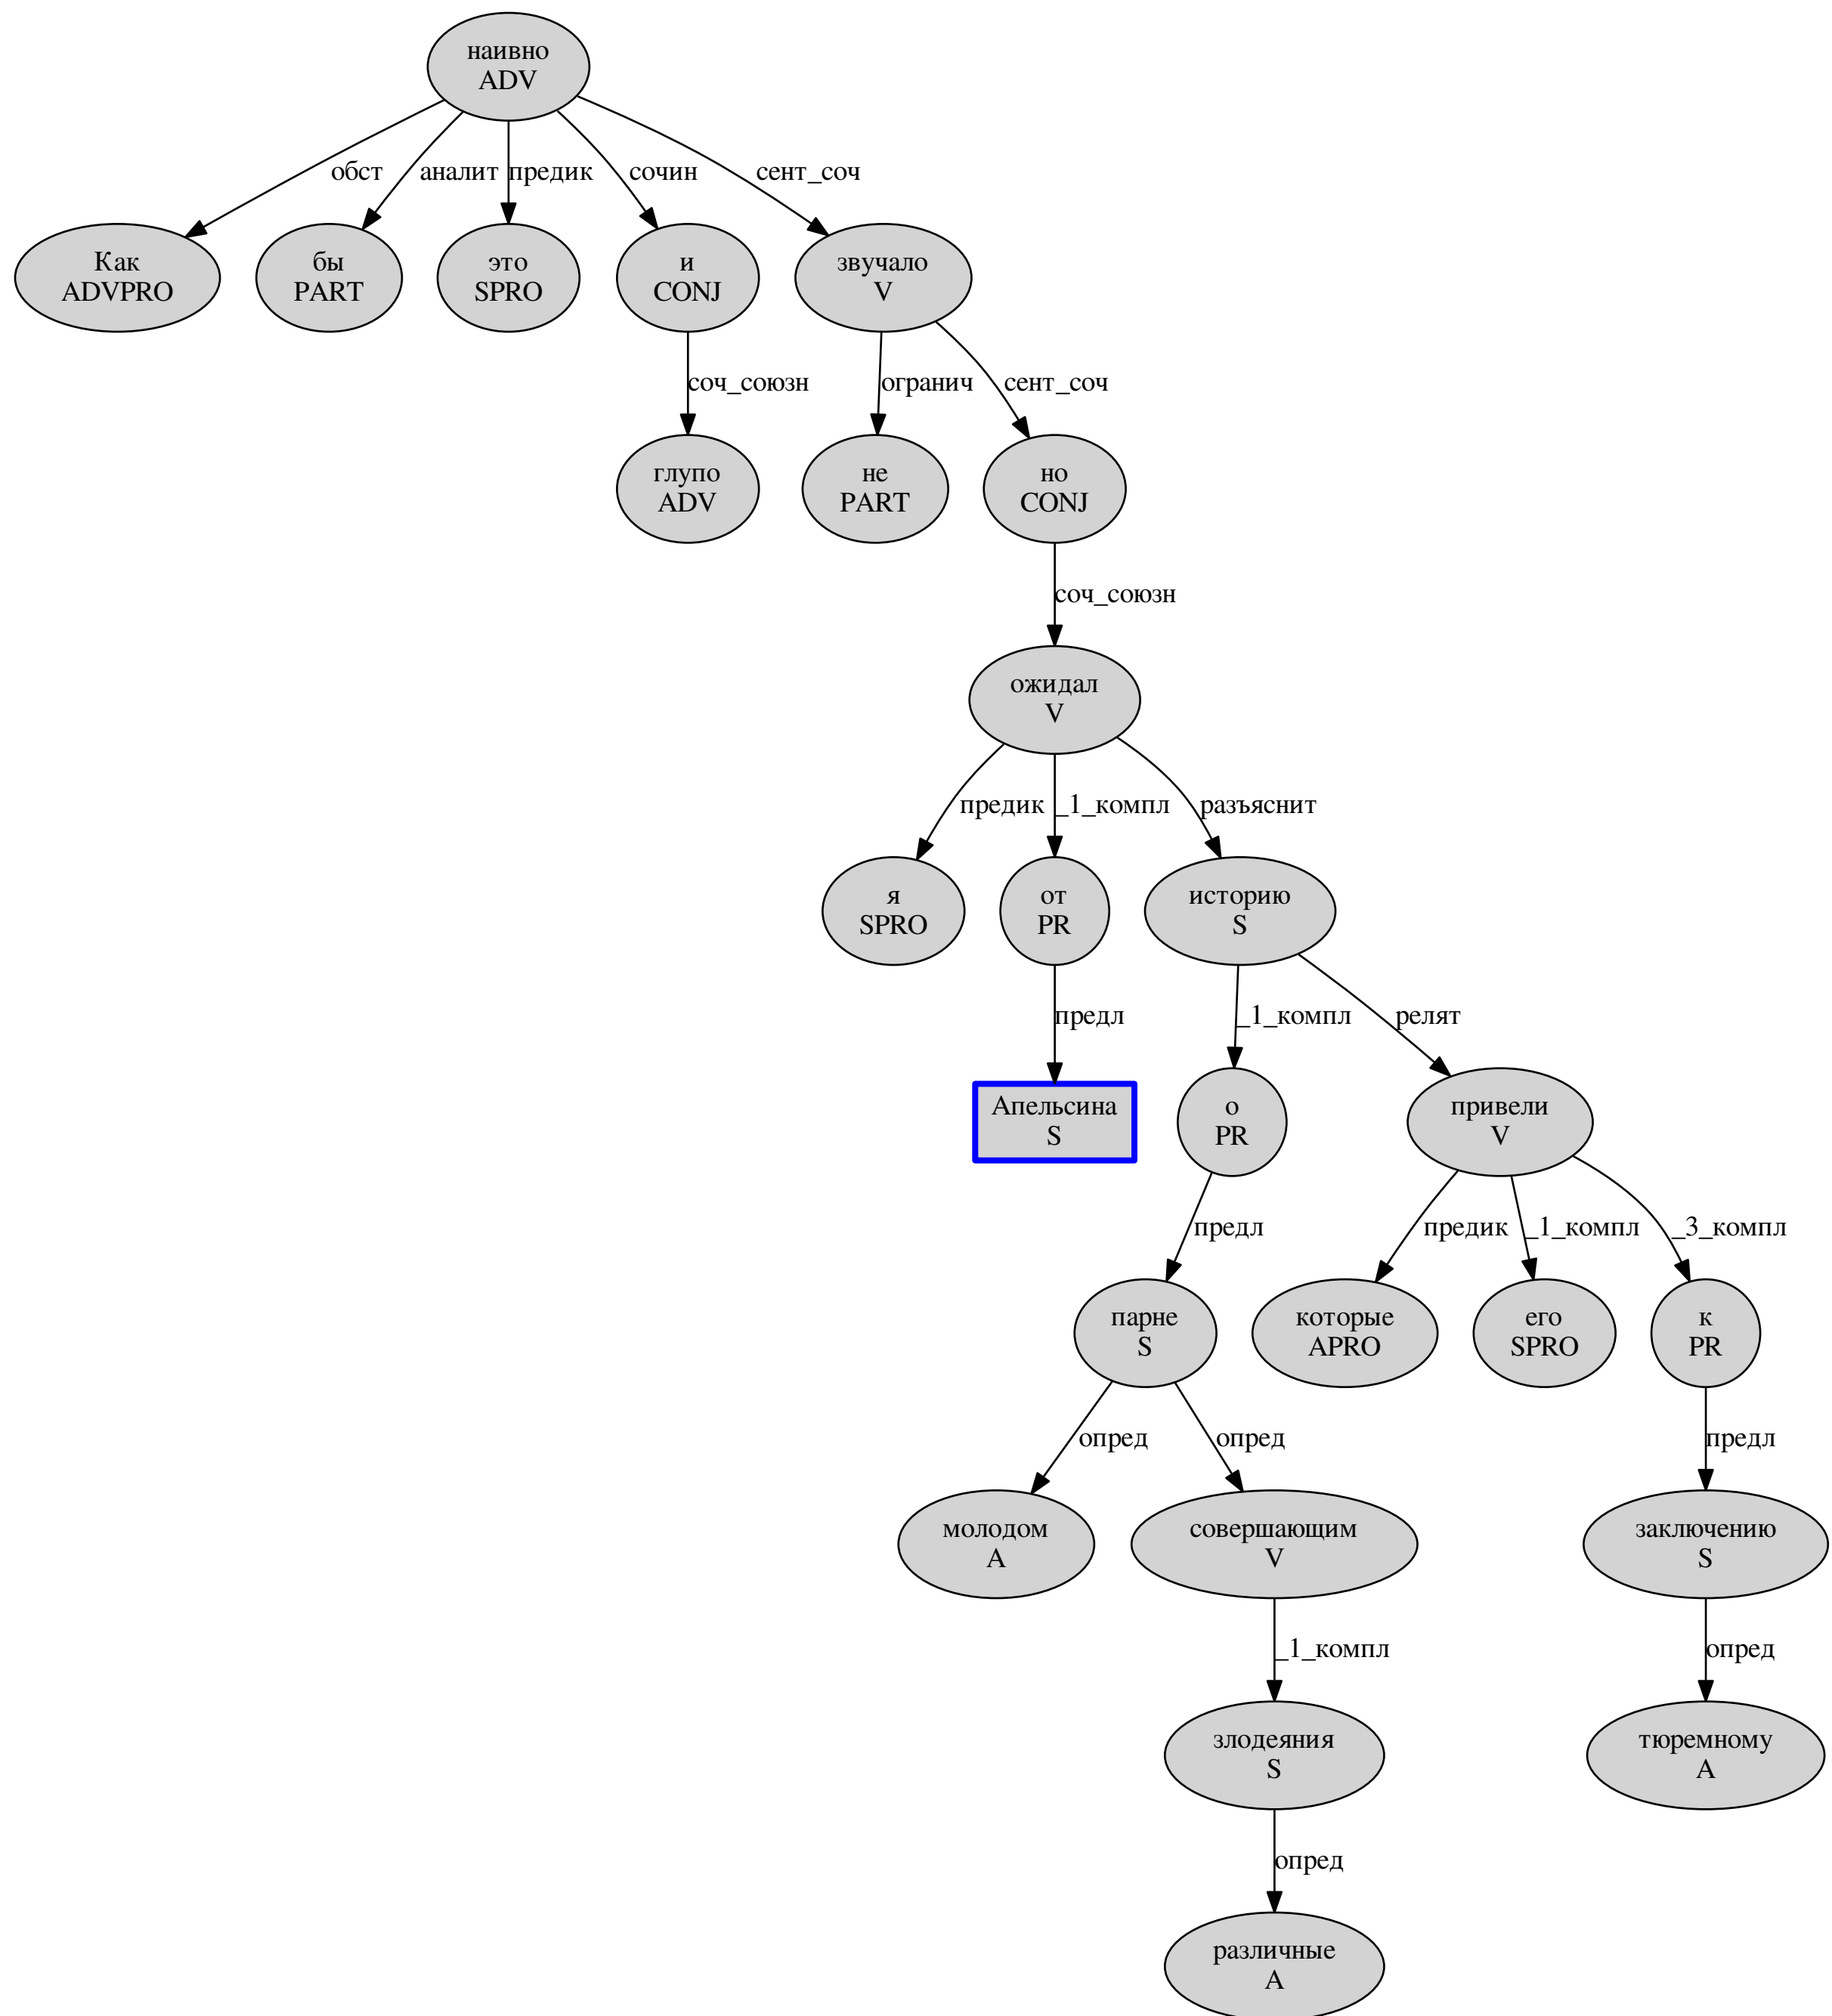 наивно
ADV
обст
аналит
предик
сочин
сент_соч
Как
ADVPRO
бы
PART
это
SPRO
и
CONJ
звучало
V
соч_союзн
огранич
сент_соч
глупо
ADV
не
PART
но
CONJ
соч_союзн
ожидал
V
предик
_1_компл
разъяснит
я
SPRO
от
PR
историю
S
предл
_1_компл
релят
Апельсина
S
о
PR
привели
V
предл
предик
_1_компл
_3_компл
парне
S
которые
APRO
его
SPRO
к
PR
опред
опред
предл
молодом
A
совершающим
V
заключению
S
_1_компл
опред
злодеяния
S
тюремному
A
опред
различные
A